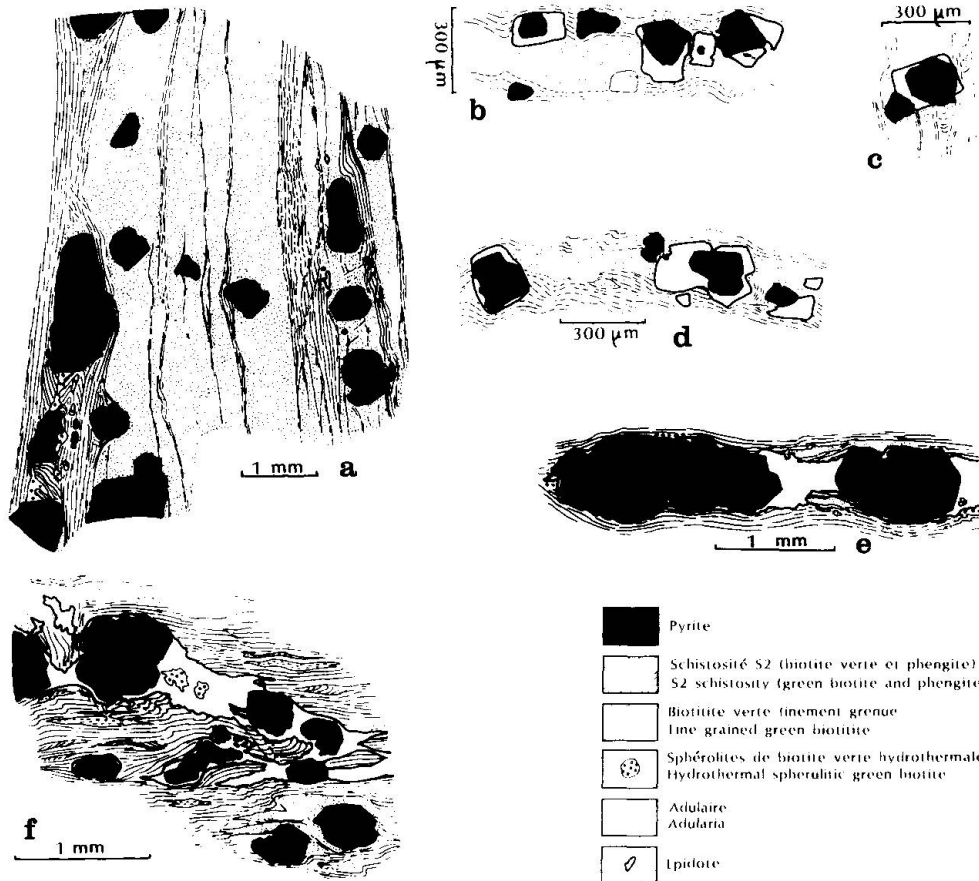 300 µm
b
300 µm
c
1 mm
a
300 µm
d
1 mm
e
f
1 mm
Pyrite
Schistosité S2 (biotite verte et phengite)
S2 schistosity (green biotite and phengite
Biotitite verte finement grenue
Fine grained green biotitite
Sphérolites de biotite verte hydrothermale
Hydrothermal spherulitic green biotite
Adulaire
Adularia
Epidote